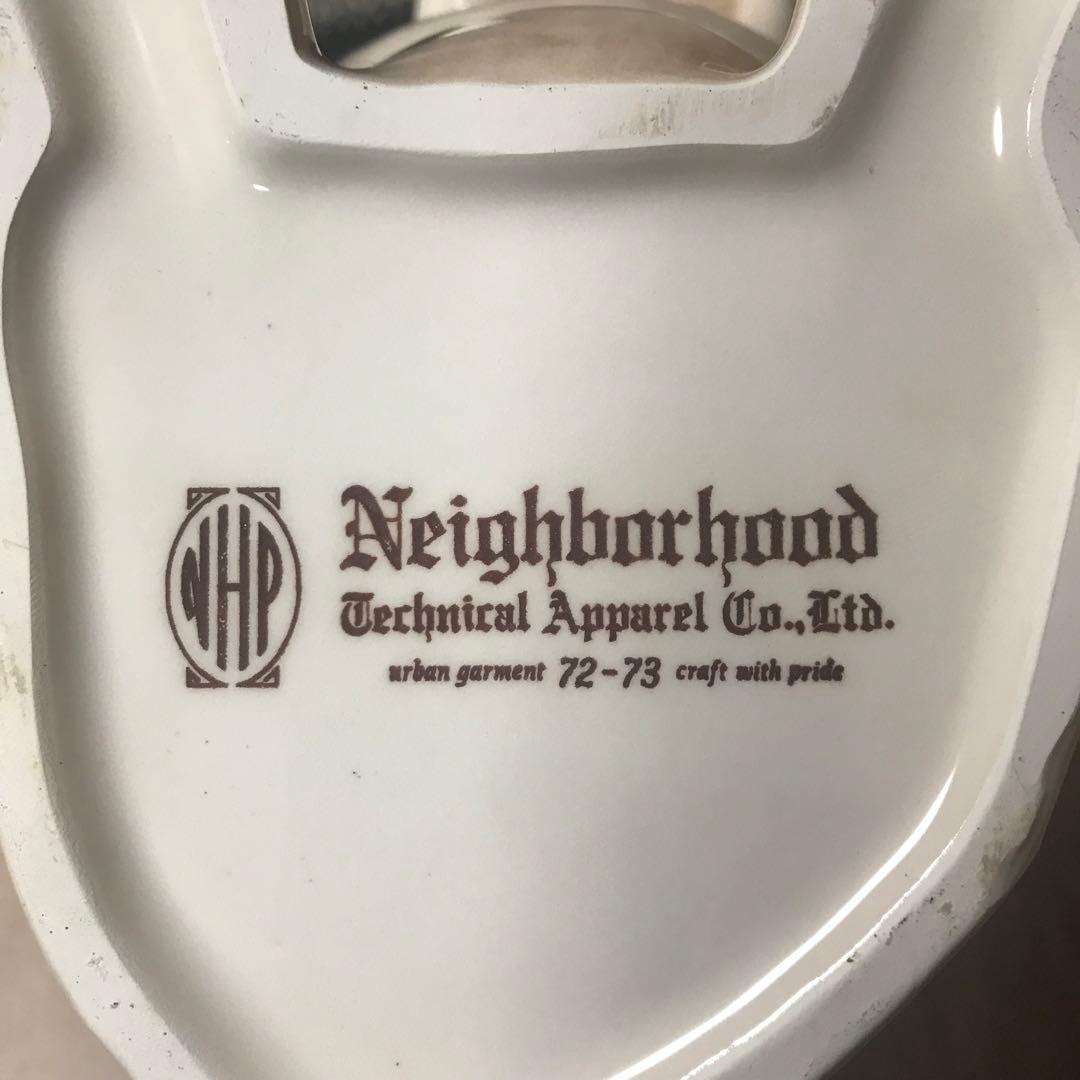 NHP
Neighborhood
Technical Apparel Co.,Ltd.
urban garment 72-73 craft with pride